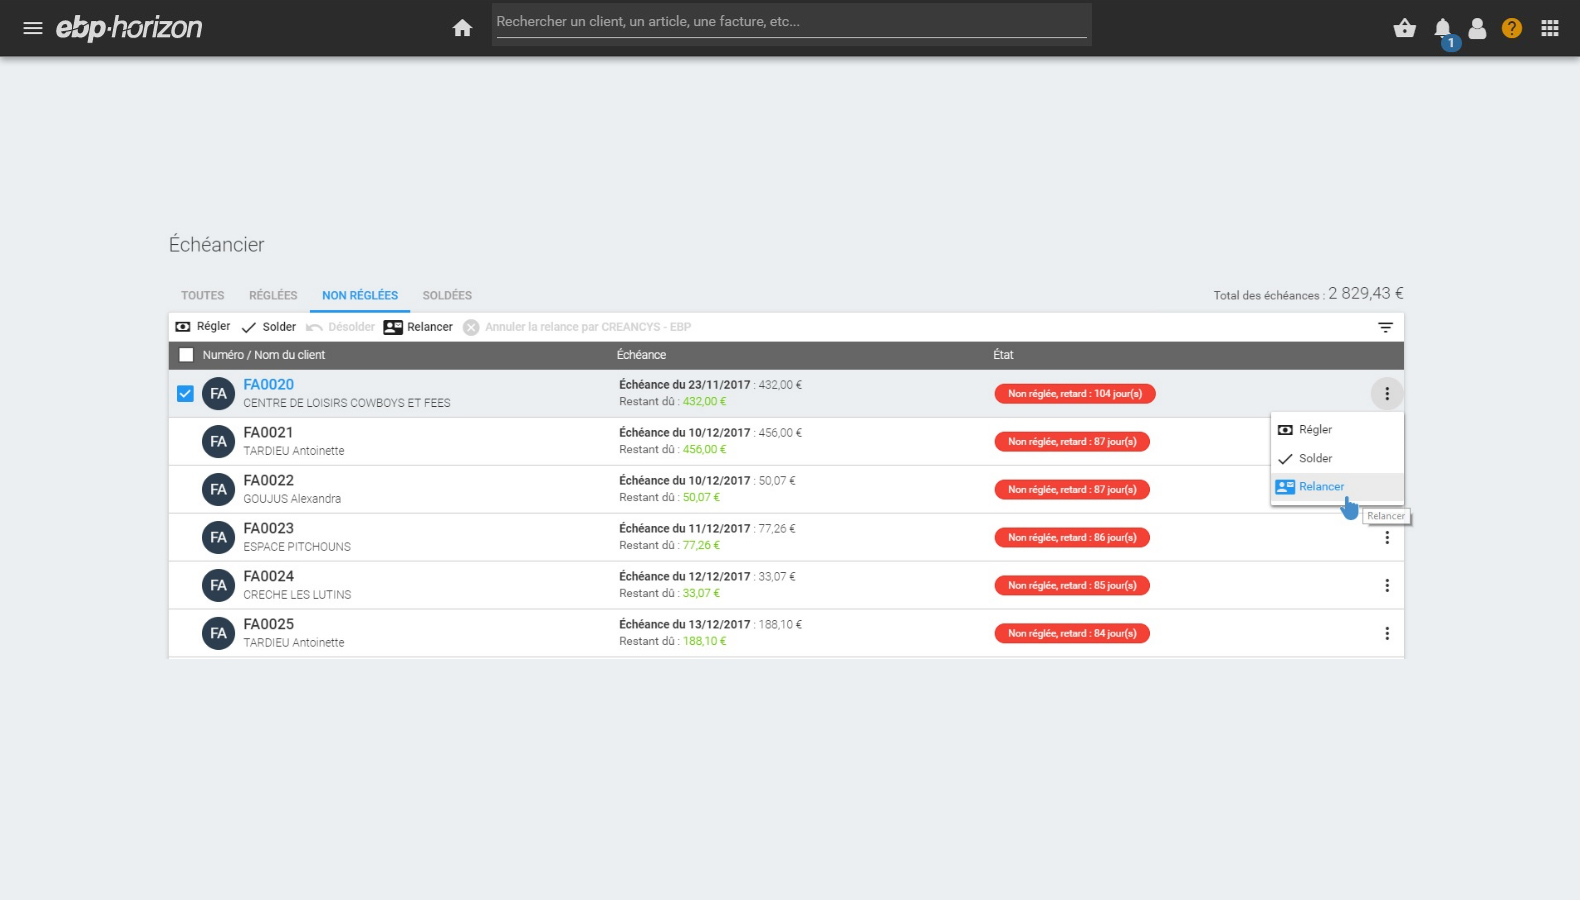 ebp·horizon
Rechercher un client, un article, une facture, etc...
1
?
Échéancier
TOUTES RÉGLÉES NON RÉGLÉES SOLDÉES
Total des échéances : 2 829,43 €
Régler Solder Désolder Relancer Annuler la relance par CREANCYS - EBP
Numéro / Nom du client Échéance État
FA FA0020 Échéance du 23/11/2017 : 432,00 € Non réglée, retard : 104 jour(s)
CENTRE DE LOISIRS COWBOYS ET FEES Restant dû : 432,00 €
FA FA0021 Échéance du 10/12/2017 : 456,00 € Non réglée, retard : 87 jour(s)
TARDIEU Antoinette Restant dû : 456,00 €
FA FA0022 Échéance du 10/12/2017 : 50,07 € Non réglée, retard : 87 jour(s)
GOUJUS Alexandra Restant dû : 50,07 €
FA FA0023 Échéance du 11/12/2017 : 77,26 € Non réglée, retard : 86 jour(s)
ESPACE PITCHOUNS Restant dû : 77,26 €
FA FA0024 Échéance du 12/12/2017 : 33,07 € Non réglée, retard : 85 jour(s)
CRECHE LES LUTINS Restant dû : 33,07 €
FA FA0025 Échéance du 13/12/2017 : 188,10 € Non réglée, retard : 84 jour(s)
TARDIEU Antoinette Restant dû : 188,10 €
Régler
Solder
Relancer
Relancer